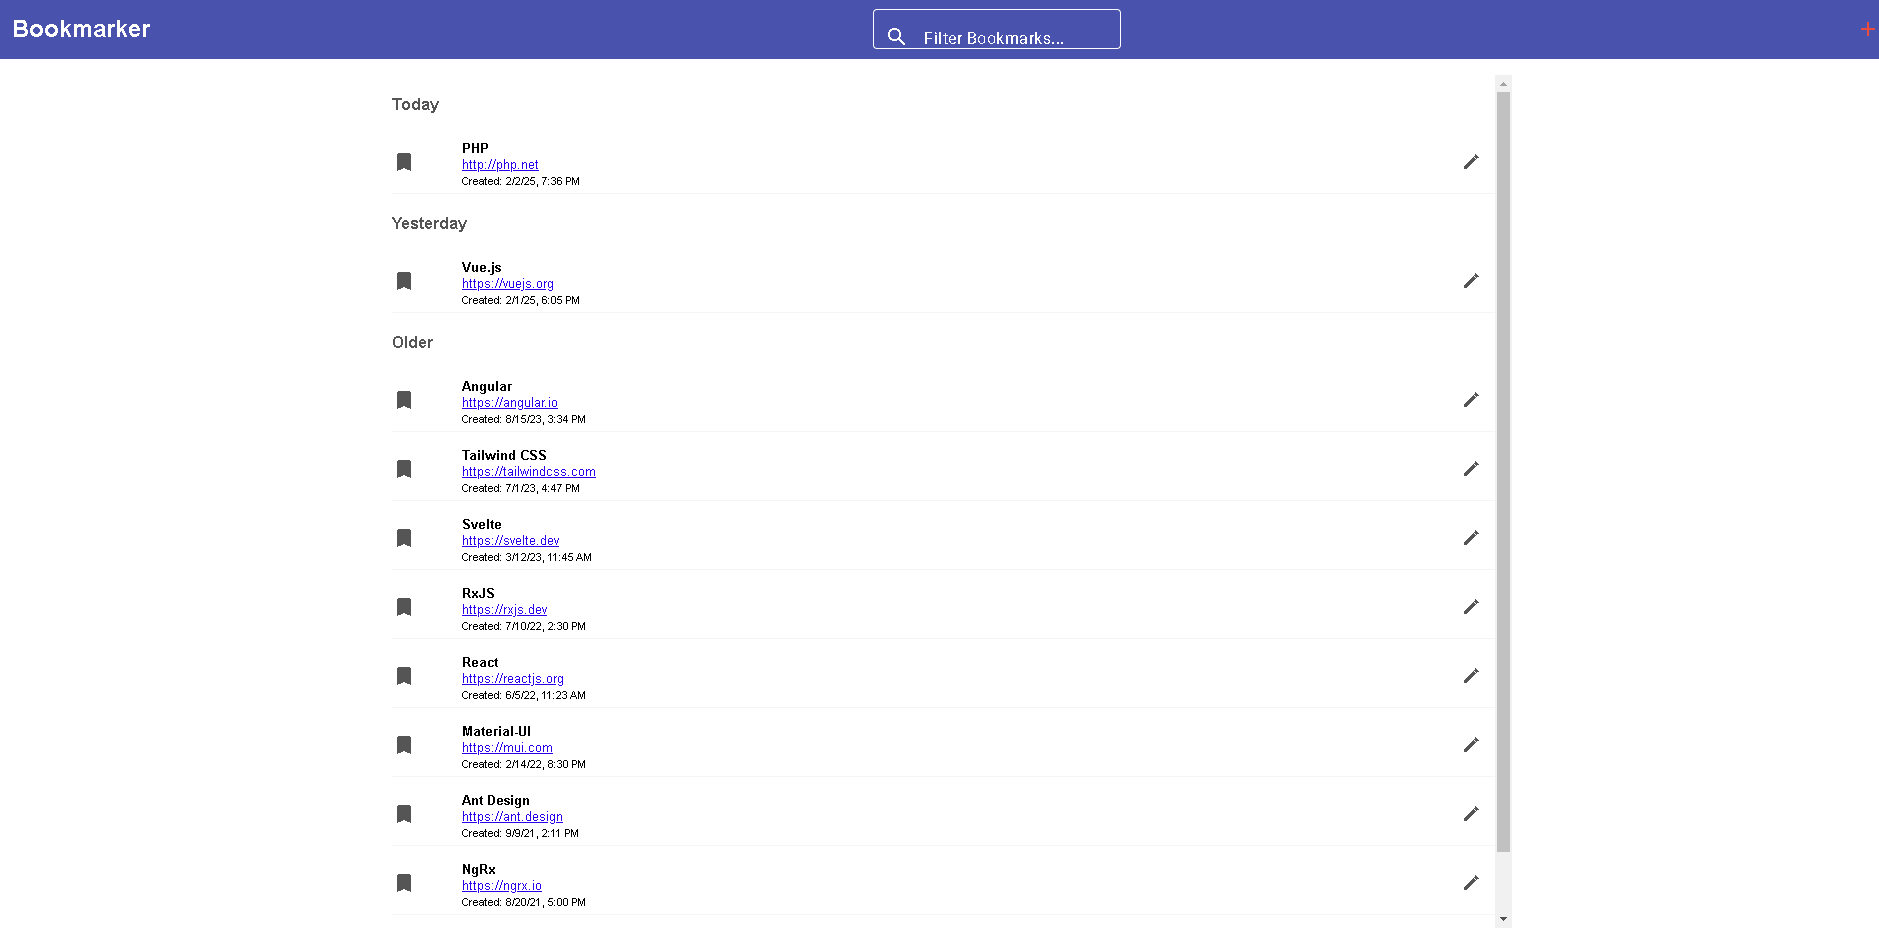 Bookmarker
Filter Bookmarks...
Today
PHP
http://php.net
Created: 2/2/25, 7:36 PM
Yesterday
Vue.js
https://vuejs.org
Created: 2/1/25, 6:05 PM
Older
Angular
https://angular.io
Created: 8/15/23, 3:34 PM
Tailwind CSS
https://tailwindcss.com
Created: 7/1/23, 4:47 PM
Svelte
https://svelte.dev
Created: 3/12/23, 11:45 AM
RxJS
https://rxjs.dev
Created: 7/10/22, 2:30 PM
React
https://reactjs.org
Created: 6/5/22, 11:23 AM
Material-UI
https://mui.com
Created: 2/14/22, 8:30 PM
Ant Design
https://ant.design
Created: 9/9/21, 2:11 PM
NgRx
https://ngrx.io
Created: 8/20/21, 5:00 PM